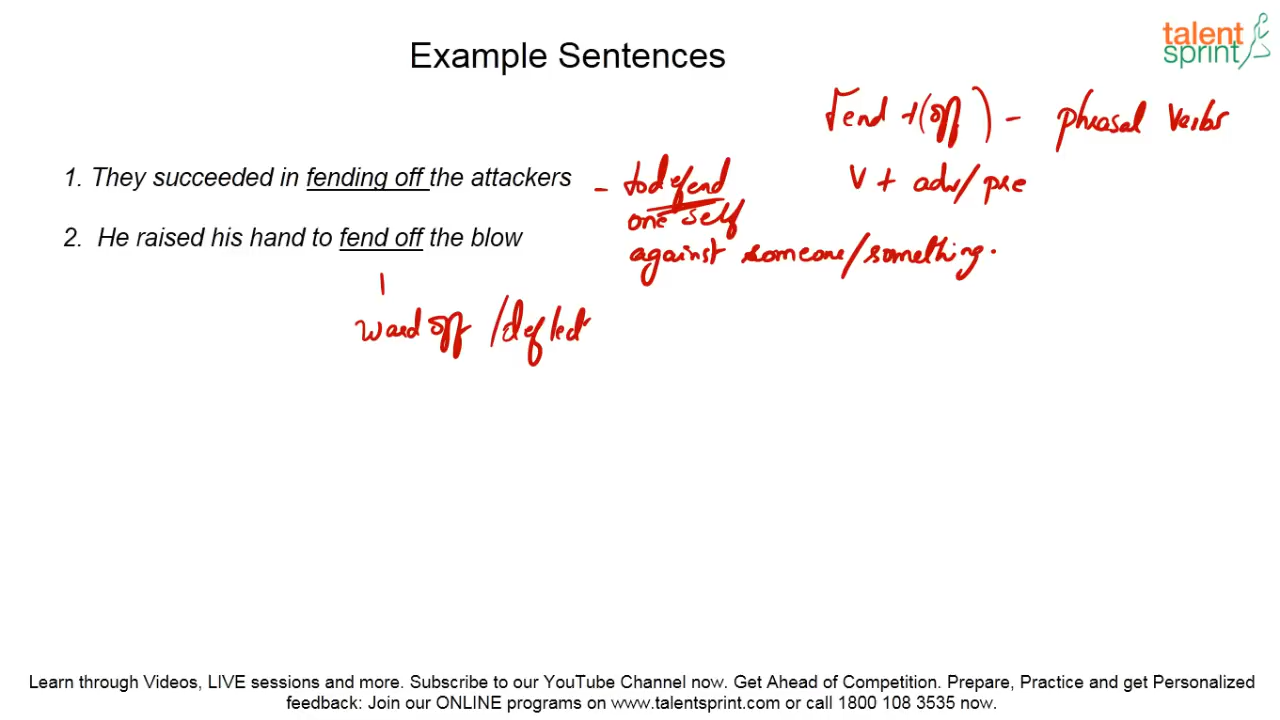 Example Sentences
talent
sprint
fend +(off) - phrasal verbs
V + adv/pre
1. They succeeded in fending off the attackers
- to defend
one self
against someone/something.
2. He raised his hand to fend off the blow
ward off /deflect
Learn through Videos, LIVE sessions and more. Subscribe to our YouTube Channel now. Get Ahead of Competition. Prepare, Practice and get Personalized
feedback: Join our ONLINE programs on www.talentsprint.com or call 1800 108 3535 now.